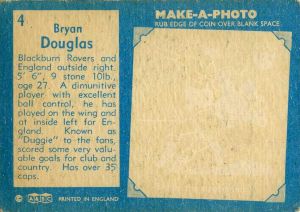 4
Bryan
Douglas
Blackburn Rovers and
England outside right.
5' 6", 9 stone 10lb.,
age 27. A dimunitive
player with excellent
ball control, he has
played on the wing and
at inside left for Eng-
land. Known as
"Duggie" to the fans,
scored some very valu-
able goals for club and
country. Has over 35
caps.
A&BC PRINTED IN ENGLAND
MAKE-A-PHOTO
RUB EDGE OF COIN OVER BLANK SPACE